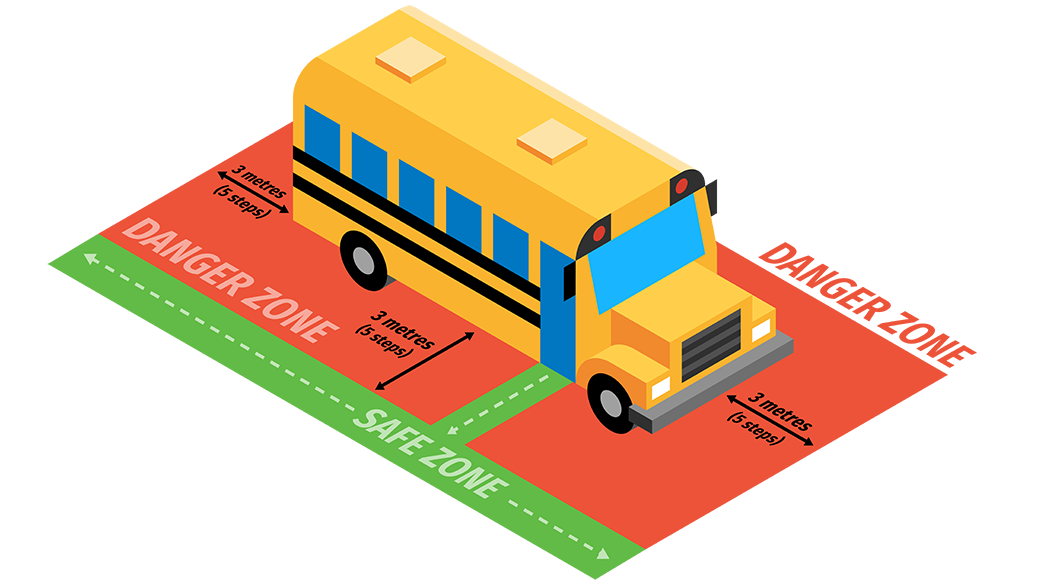 3 metres
(5 steps)
DANGER ZONE
DANGER ZONE
3 metres
(5 steps)
SAFE ZONE
3 metres
(5 steps)